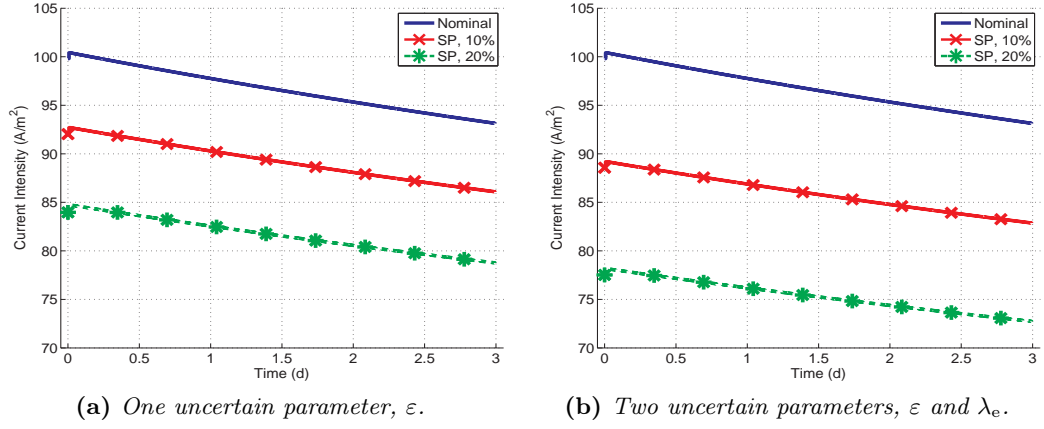 Nominal
SP, 10%
SP, 20%
105
100
95
90
85
80
75
70
Current Intensity (A/m²)
0 0.5 1 1.5 2 2.5 3
Time (d)
(a) One uncertain parameter, ε.
Nominal
SP, 10%
SP, 20%
105
100
95
90
85
80
75
70
Current Intensity (A/m²)
0 0.5 1 1.5 2 2.5 3
Time (d)
(b) Two uncertain parameters, ε and λₑ.